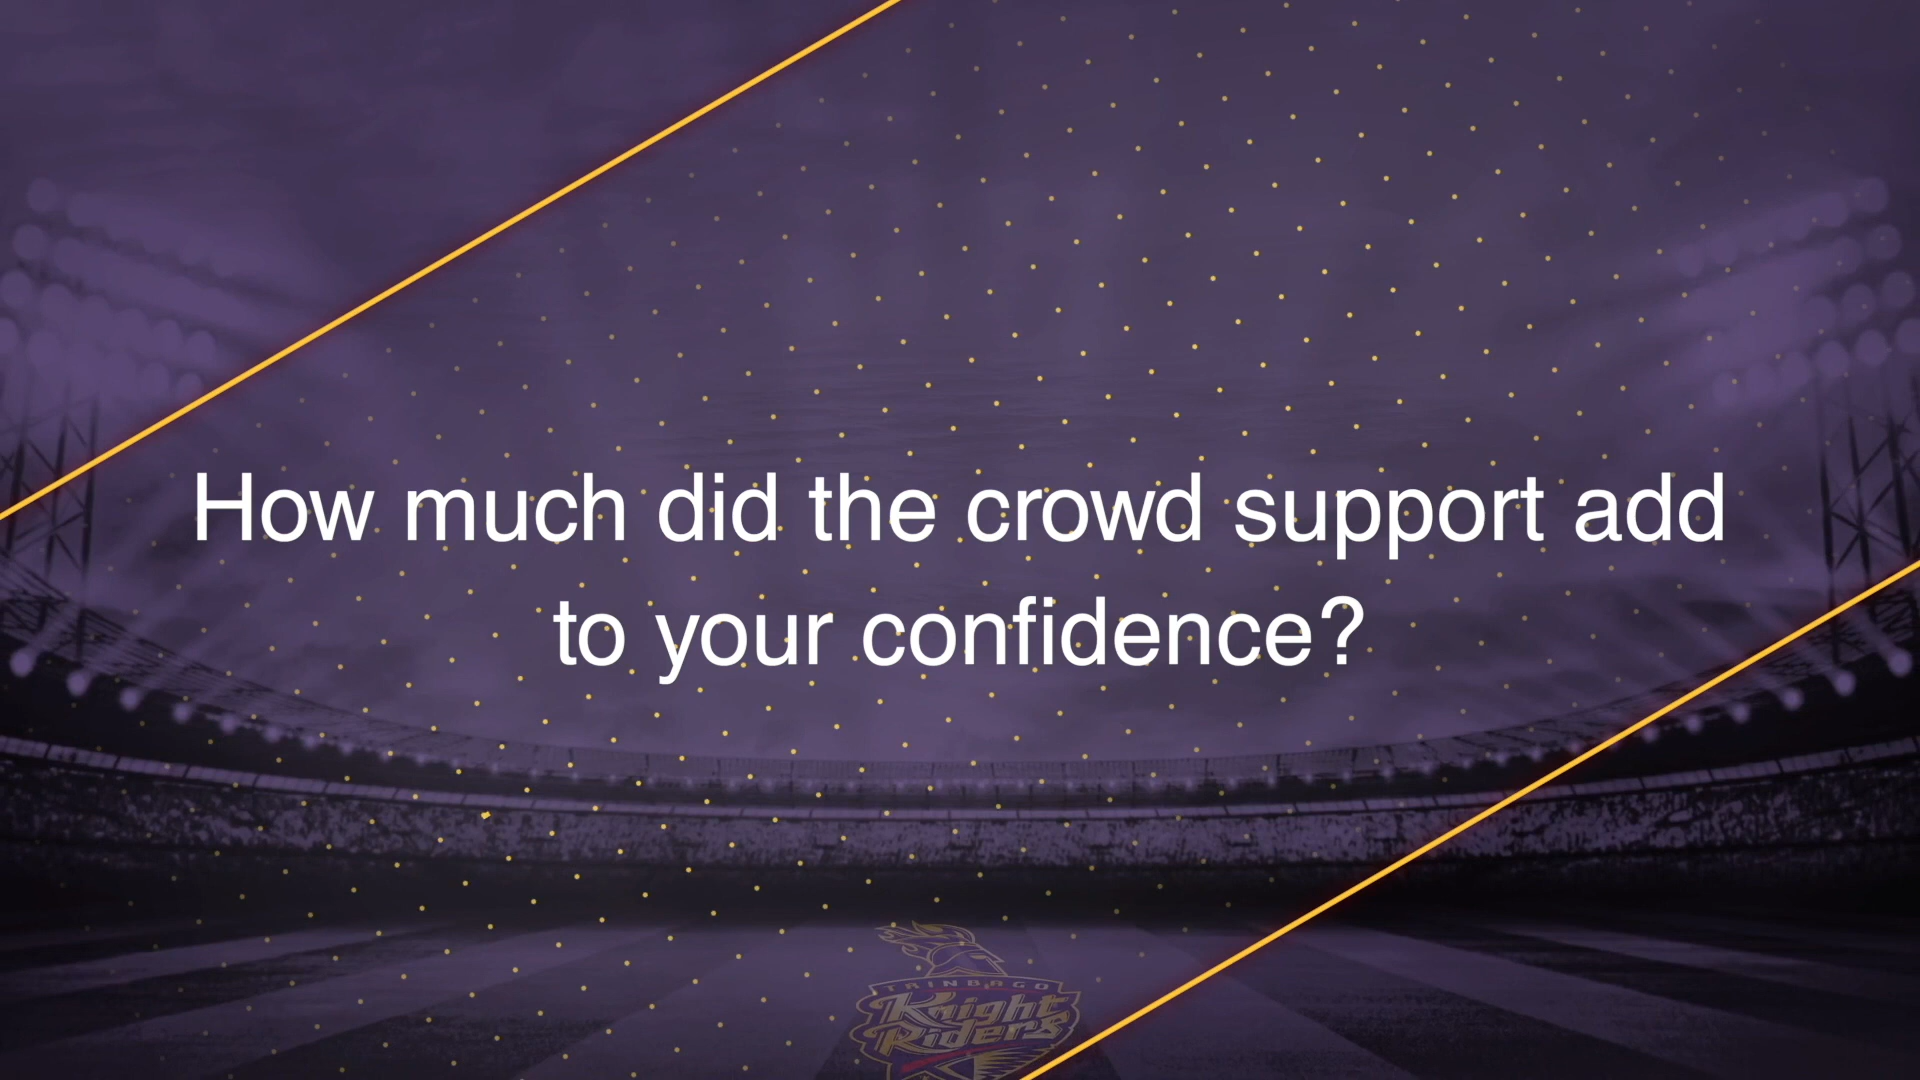 How much did the crowd support add
to your confidence?
TRINBAGO
Knight
Riders